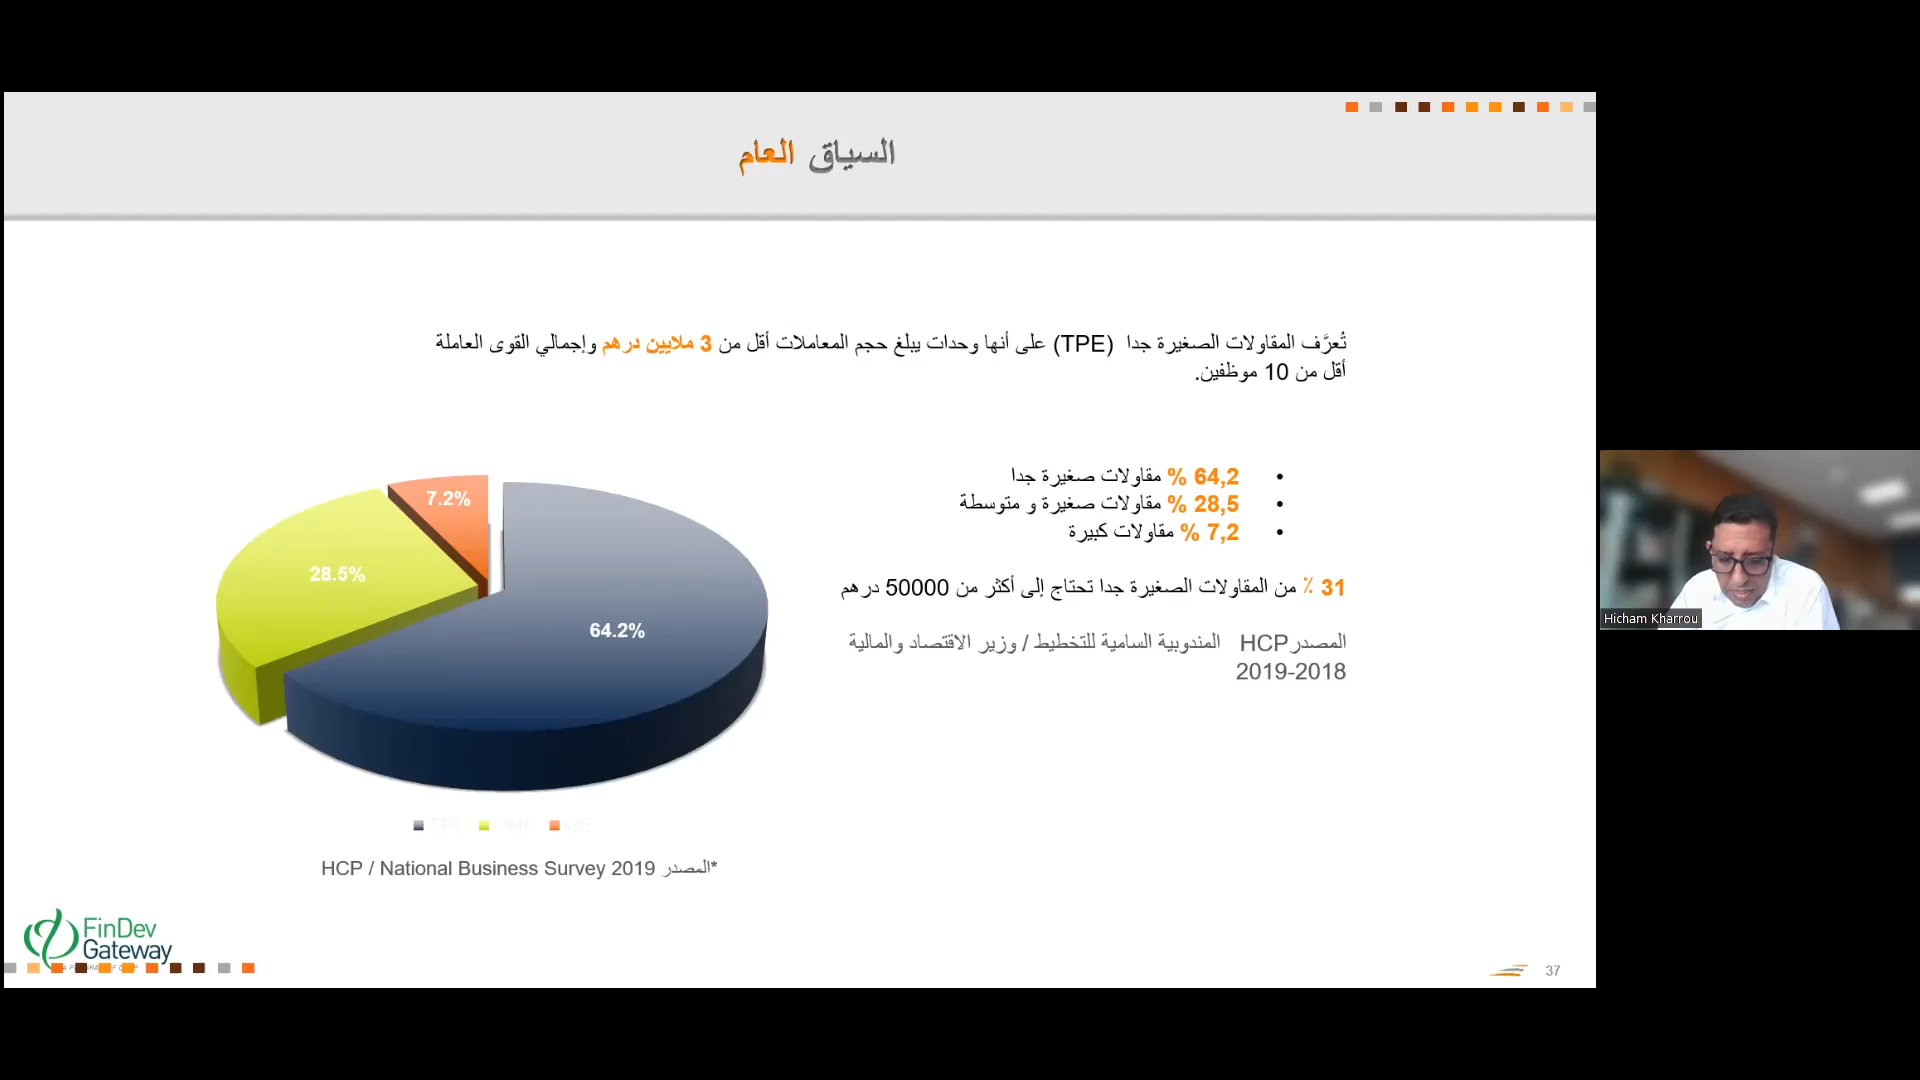 السياق العام
تُعرَّف المقاولات الصغيرة جدا (TPE) على أنها وحدات يبلغ حجم المعاملات أقل من 3 ملايين درهم وإجمالي القوى العاملة
أقل من 10 موظفين.
• 64,2 % مقاولات صغيرة جدا
• 28,5 % مقاولات صغيرة و متوسطة
• 7,2 % مقاولات كبيرة
31 ٪ من المقاولات الصغيرة جدا تحتاج إلى أكثر من 50000 درهم
المصدرHCP المندوبية السامية للتخطيط / وزير الاقتصاد والمالية
2019-2018
7.2%
28.5%
64.2%
*المصدر HCP / National Business Survey 2019
FinDev
Gateway
37
Hicham Kharrou